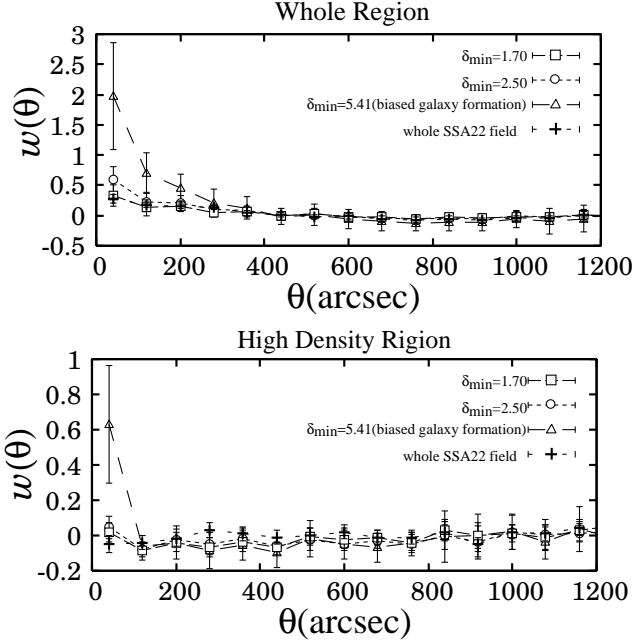 Whole Region
w(θ)
3
2.5
2
1.5
1
0.5
0
-0.5
δmin=1.70
δmin=2.50
δmin=5.41(biased galaxy formation)
whole SSA22 field
0 200 400 600 800 1000 1200
θ(arcsec)
High Density Rigion
w(θ)
1
0.8
0.6
0.4
0.2
0
-0.2
δmin=1.70
δmin=2.50
δmin=5.41(biased galaxy formation)
whole SSA22 field
0 200 400 600 800 1000 1200
θ(arcsec)